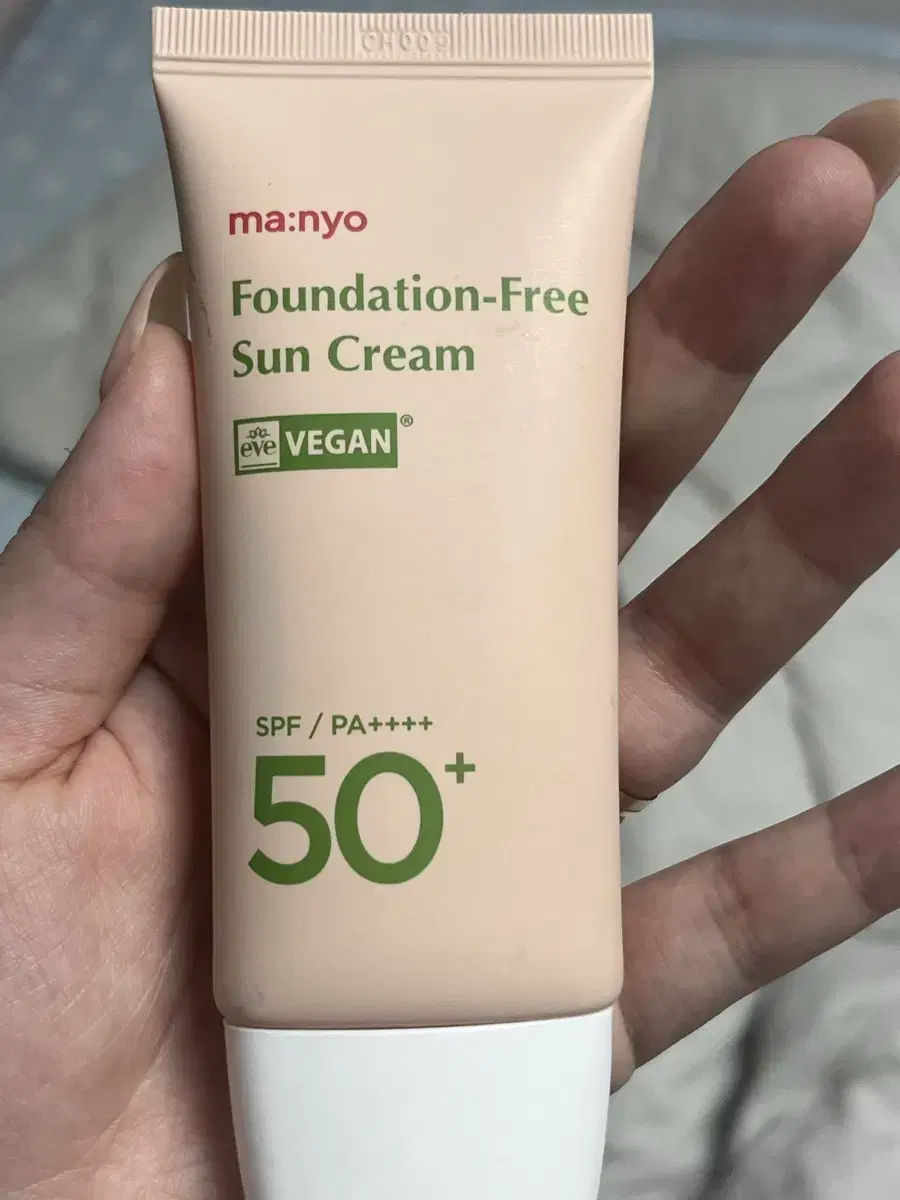 ma:nyo
Foundation-Free
Sun Cream
eve VEGAN®
SPF / PA++++
50+